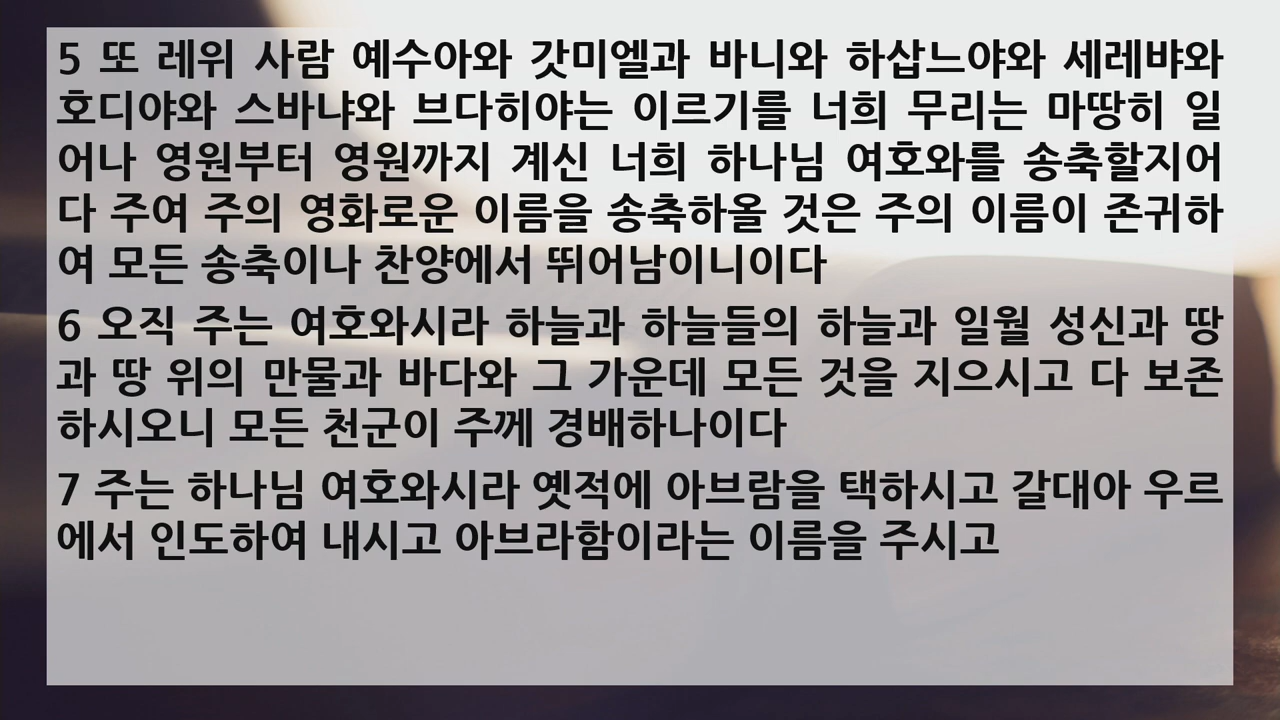 5 또 레위 사람 예수아와 갓미엘과 바니와 하삽느야와 세레뱌와
호디야와 스바냐와 브다히야는 이르기를 너희 무리는 마땅히 일
어나 영원부터 영원까지 계신 너희 하나님 여호와를 송축할지어
다 주여 주의 영화로운 이름을 송축하올 것은 주의 이름이 존귀하
여 모든 송축이나 찬양에서 뛰어남이니이다
6 오직 주는 여호와시라 하늘과 하늘들의 하늘과 일월 성신과 땅
과 땅 위의 만물과 바다와 그 가운데 모든 것을 지으시고 다 보존
하시오니 모든 천군이 주께 경배하나이다
7 주는 하나님 여호와시라 옛적에 아브람을 택하시고 갈대아 우르
에서 인도하여 내시고 아브라함이라는 이름을 주시고